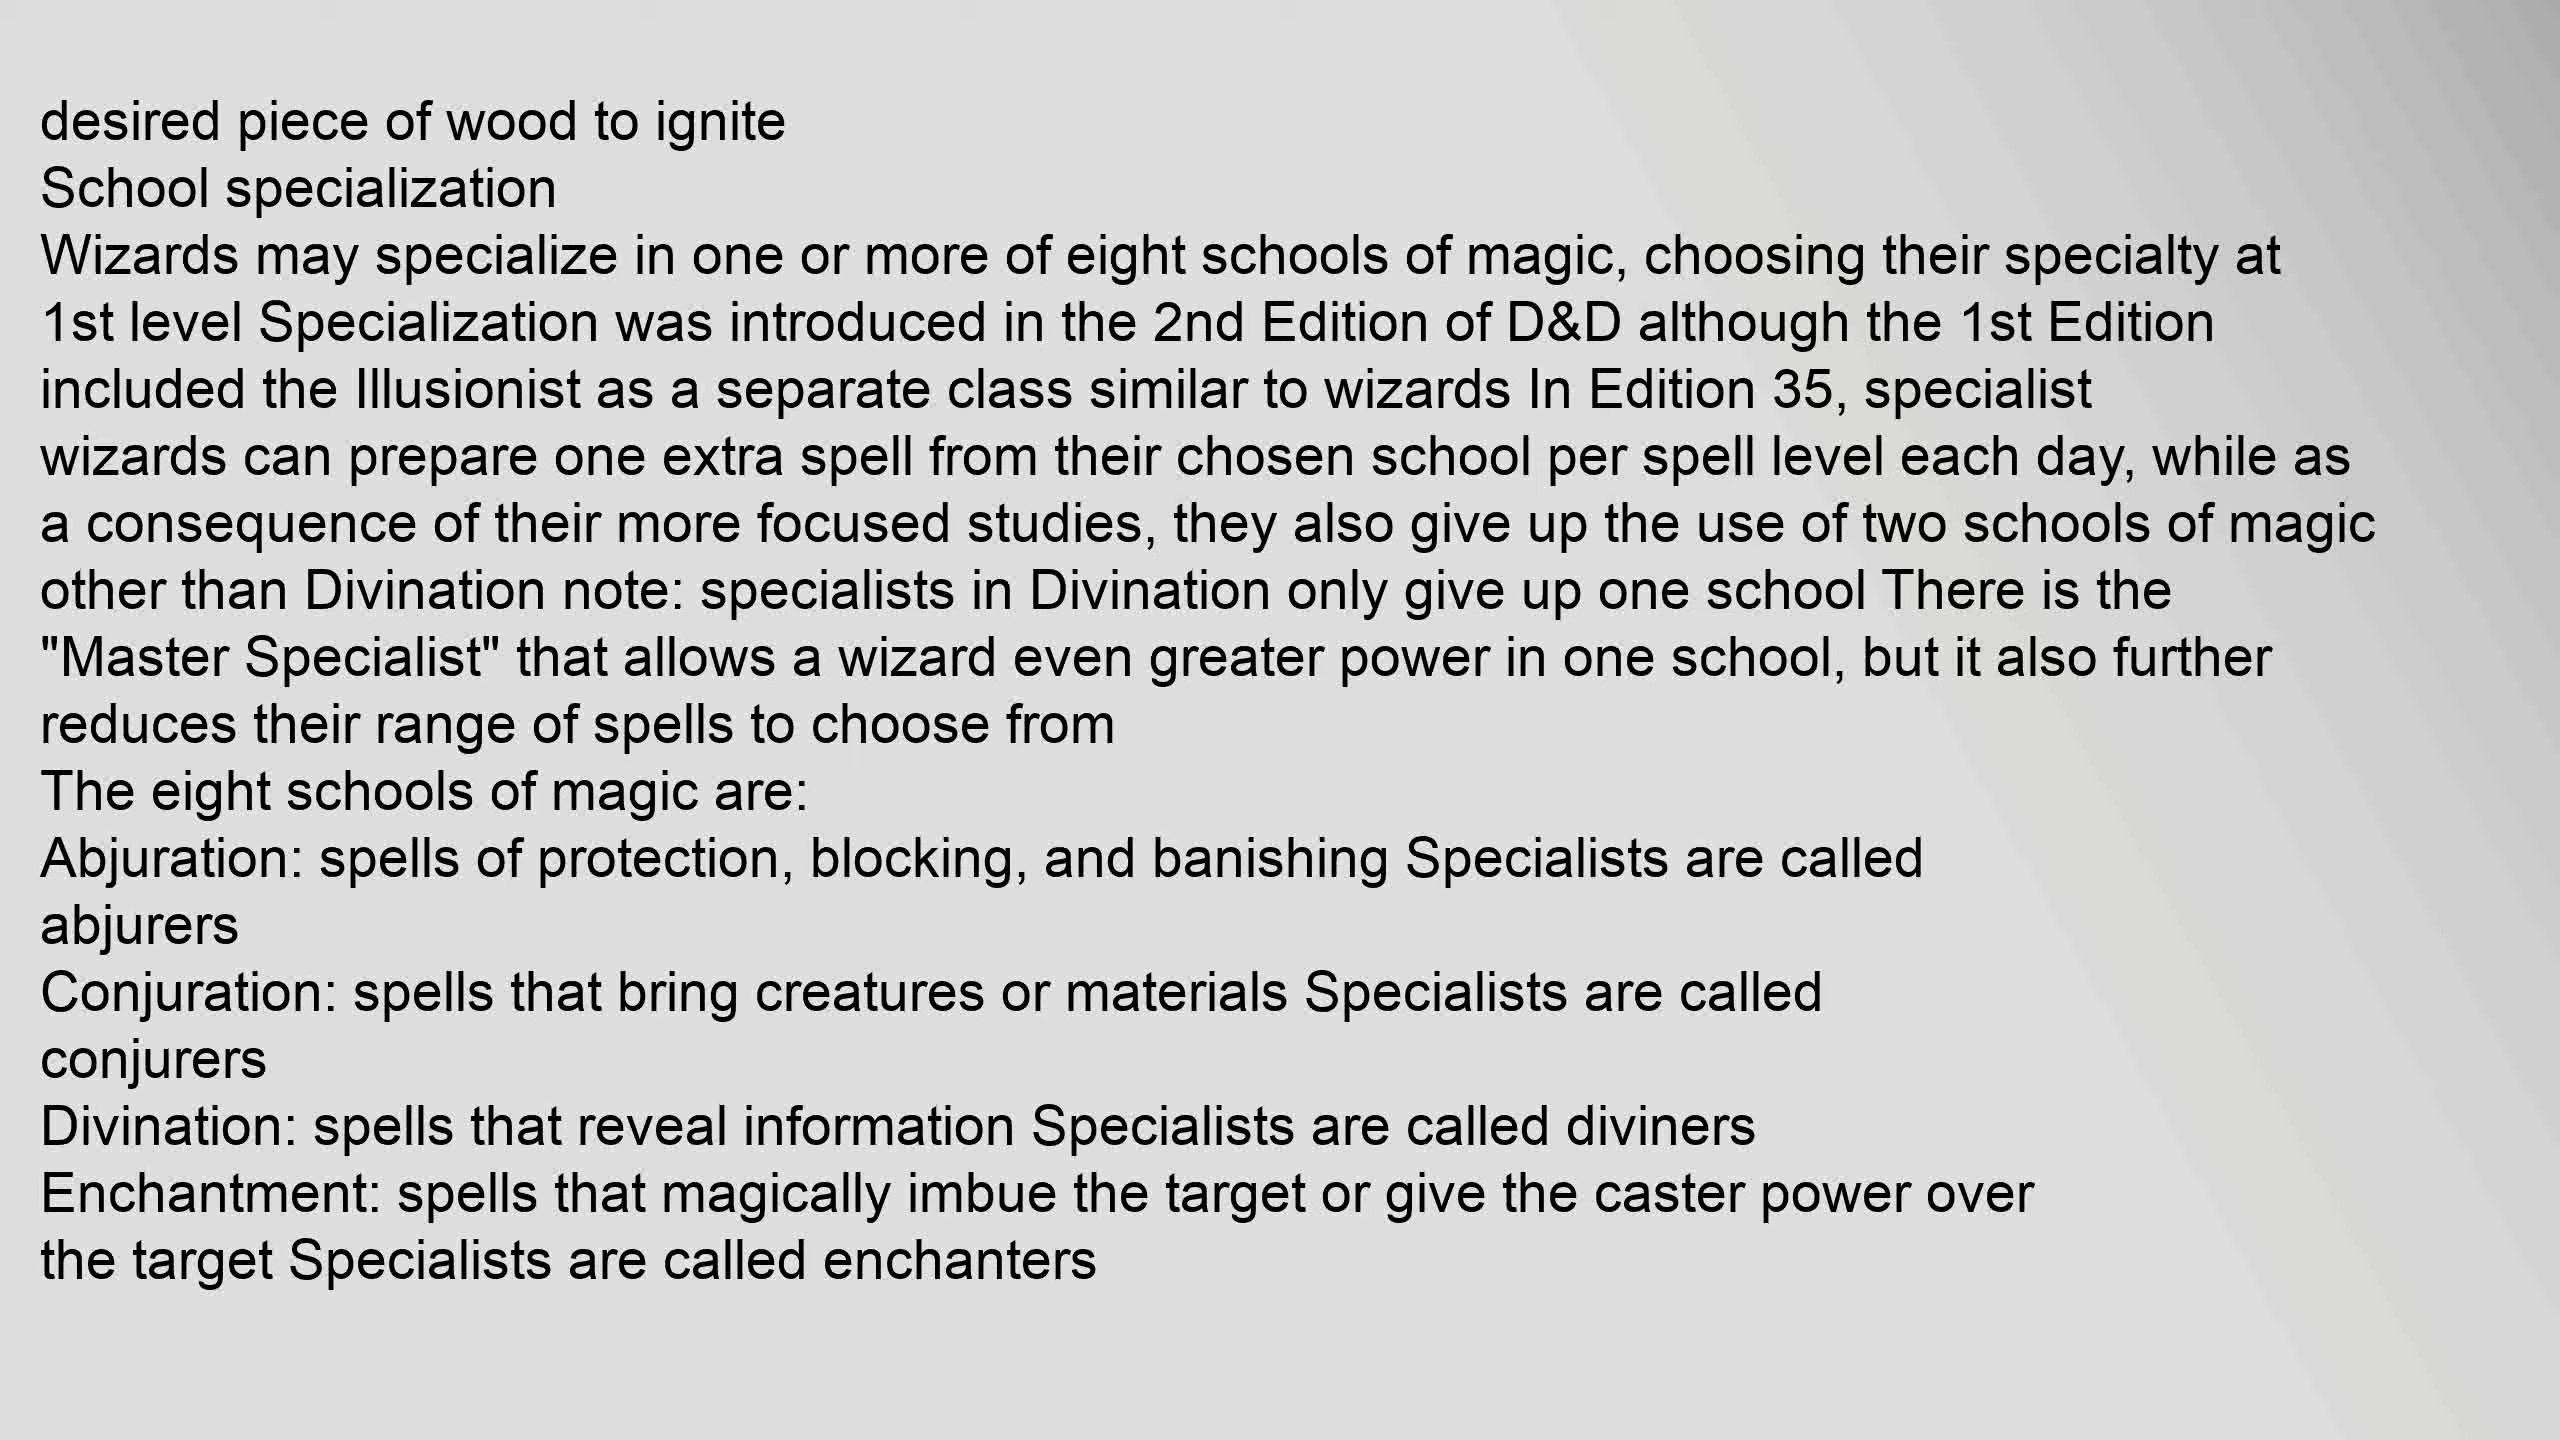 desired piece of wood to ignite
School specialization
Wizards may specialize in one or more of eight schools of magic, choosing their specialty at
1st level Specialization was introduced in the 2nd Edition of D&D although the 1st Edition
included the Illusionist as a separate class similar to wizards In Edition 35, specialist
wizards can prepare one extra spell from their chosen school per spell level each day, while as
a consequence of their more focused studies, they also give up the use of two schools of magic
other than Divination note: specialists in Divination only give up one school There is the
"Master Specialist" that allows a wizard even greater power in one school, but it also further
reduces their range of spells to choose from
The eight schools of magic are:
Abjuration: spells of protection, blocking, and banishing Specialists are called
abjurers
Conjuration: spells that bring creatures or materials Specialists are called
conjurers
Divination: spells that reveal information Specialists are called diviners
Enchantment: spells that magically imbue the target or give the caster power over
the target Specialists are called enchanters